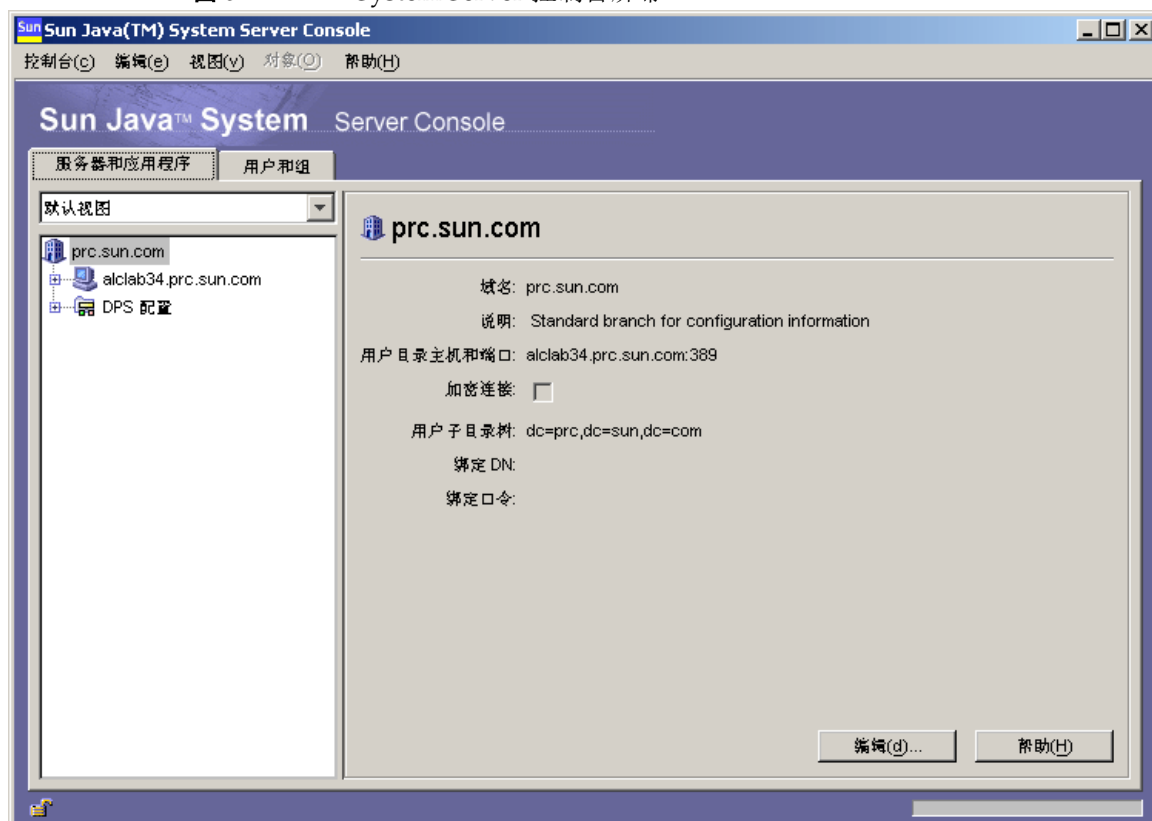 System Server
Sun Sun Java(TM) System Server Console
控制台(c) 编辑(e) 视图(v) 对象(O) 帮助(H)
Sun Java™ System Server Console
服务器和应用程序 用户和组
默认视图
prc.sun.com
alclab34.prc.sun.com
DPS 配置
prc.sun.com
域名: prc.sun.com
说明: Standard branch for configuration information
用户目录主机和端口: alclab34.prc.sun.com:389
加密连接:
用户子目录树: dc=prc,dc=sun,dc=com
绑定 DN:
绑定口令:
编辑(d)... 帮助(H)